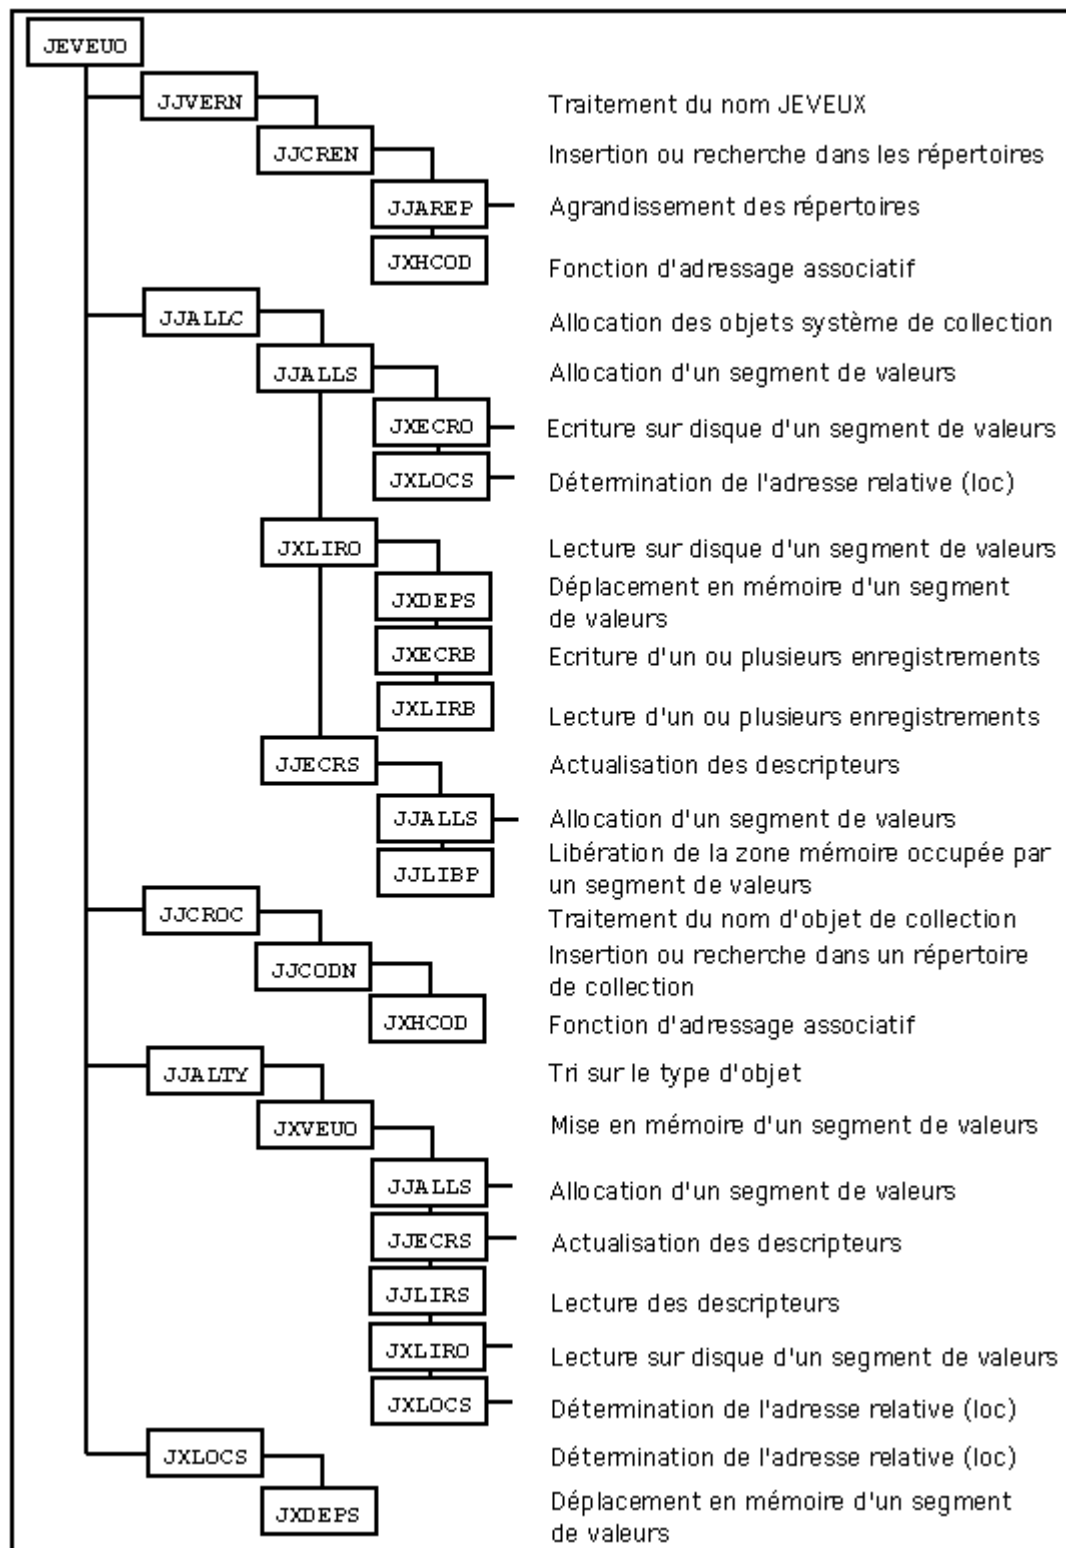 JEVEUO
JJVERN Traitement du nom JEVEUX
JJCREN Insertion ou recherche dans les répertoires
JJAREP Agrandissement des répertoires
JXHCOD Fonction d'adressage associatif
JJALLC Allocation des objets système de collection
JJALLS Allocation d'un segment de valeurs
JXECRO Ecriture sur disque d'un segment de valeurs
JXLOCS Détermination de l'adresse relative (loc)
JXLIRO Lecture sur disque d'un segment de valeurs
JXDEPS Déplacement en mémoire d'un segment
de valeurs
JXECRB Ecriture d'un ou plusieurs enregistrements
JXLIRB Lecture d'un ou plusieurs enregistrements
JJECRS Actualisation des descripteurs
JJALLS Allocation d'un segment de valeurs
JJLIBP Libération de la zone mémoire occupée par
un segment de valeurs
JJCROC Traitement du nom d'objet de collection
JJCODN Insertion ou recherche dans un répertoire
de collection
JXHCOD Fonction d'adressage associatif
JJALTY Tri sur le type d'objet
JXVEUO Mise en mémoire d'un segment de valeurs
JJALLS Allocation d'un segment de valeurs
JJECRS Actualisation des descripteurs
JJLIRS Lecture des descripteurs
JXLIRO Lecture sur disque d'un segment de valeurs
JXLOCS Détermination de l'adresse relative (loc)
JXLOCS Détermination de l'adresse relative (loc)
JXDEPS Déplacement en mémoire d'un segment
de valeurs